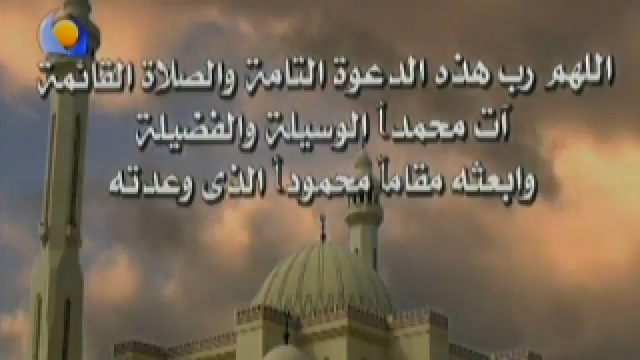 اللهم رب هذه الدعوة التامة والصلاة القائمة
آت محمداً الوسيلة والفضيلة
وابعثه مقاماً محموداً الذى وعدته